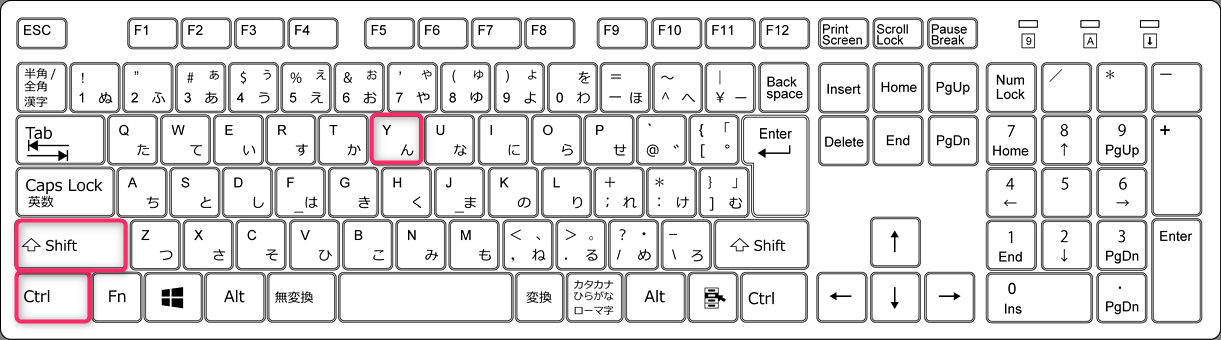 ESC F1 F2 F3 F4 F5 F6 F7 F8 F9 F10 F11 F12 Print Scroll Pause
Screen Lock Break 9 A ⬇
半角/ ! " # ぁ $ ぅ % ぇ & ぉ ' ゃ ( ゅ ) ょ を = ~ | Back Insert Home PgUp Num / * −
全角 1 ぬ 2 ふ 3 あ 4 う 5 え 6 お 7 や 8 ゆ 9 よ 0 わ − ほ ^ へ ¥ ー space Lock
漢字
Tab Q W E R T Y U I O P ` { 「 Enter Delete End PgDn 7 8 9 +
た て い す か ん な に ら せ @ ゛ [ ゜ Home ↑ PgUp
Caps Lock A S D F G H J K L + * } 」 4 5 6
英数 ち と し _は き く _ま の り ; れ : け ] む ← →
⇧ Shift Z X C V B N M < 、 > 。 ? ・ _ ⇧ Shift ↑ 1 2 3 Enter
つ さ そ ひ こ み も , ね . る / め \ ろ End ↓ PgDn
Ctrl Fn Alt 無変換 変換 カタカナ Alt Ctrl ← ↓ → 0 .
ひらがな Ins PgDn
ローマ字